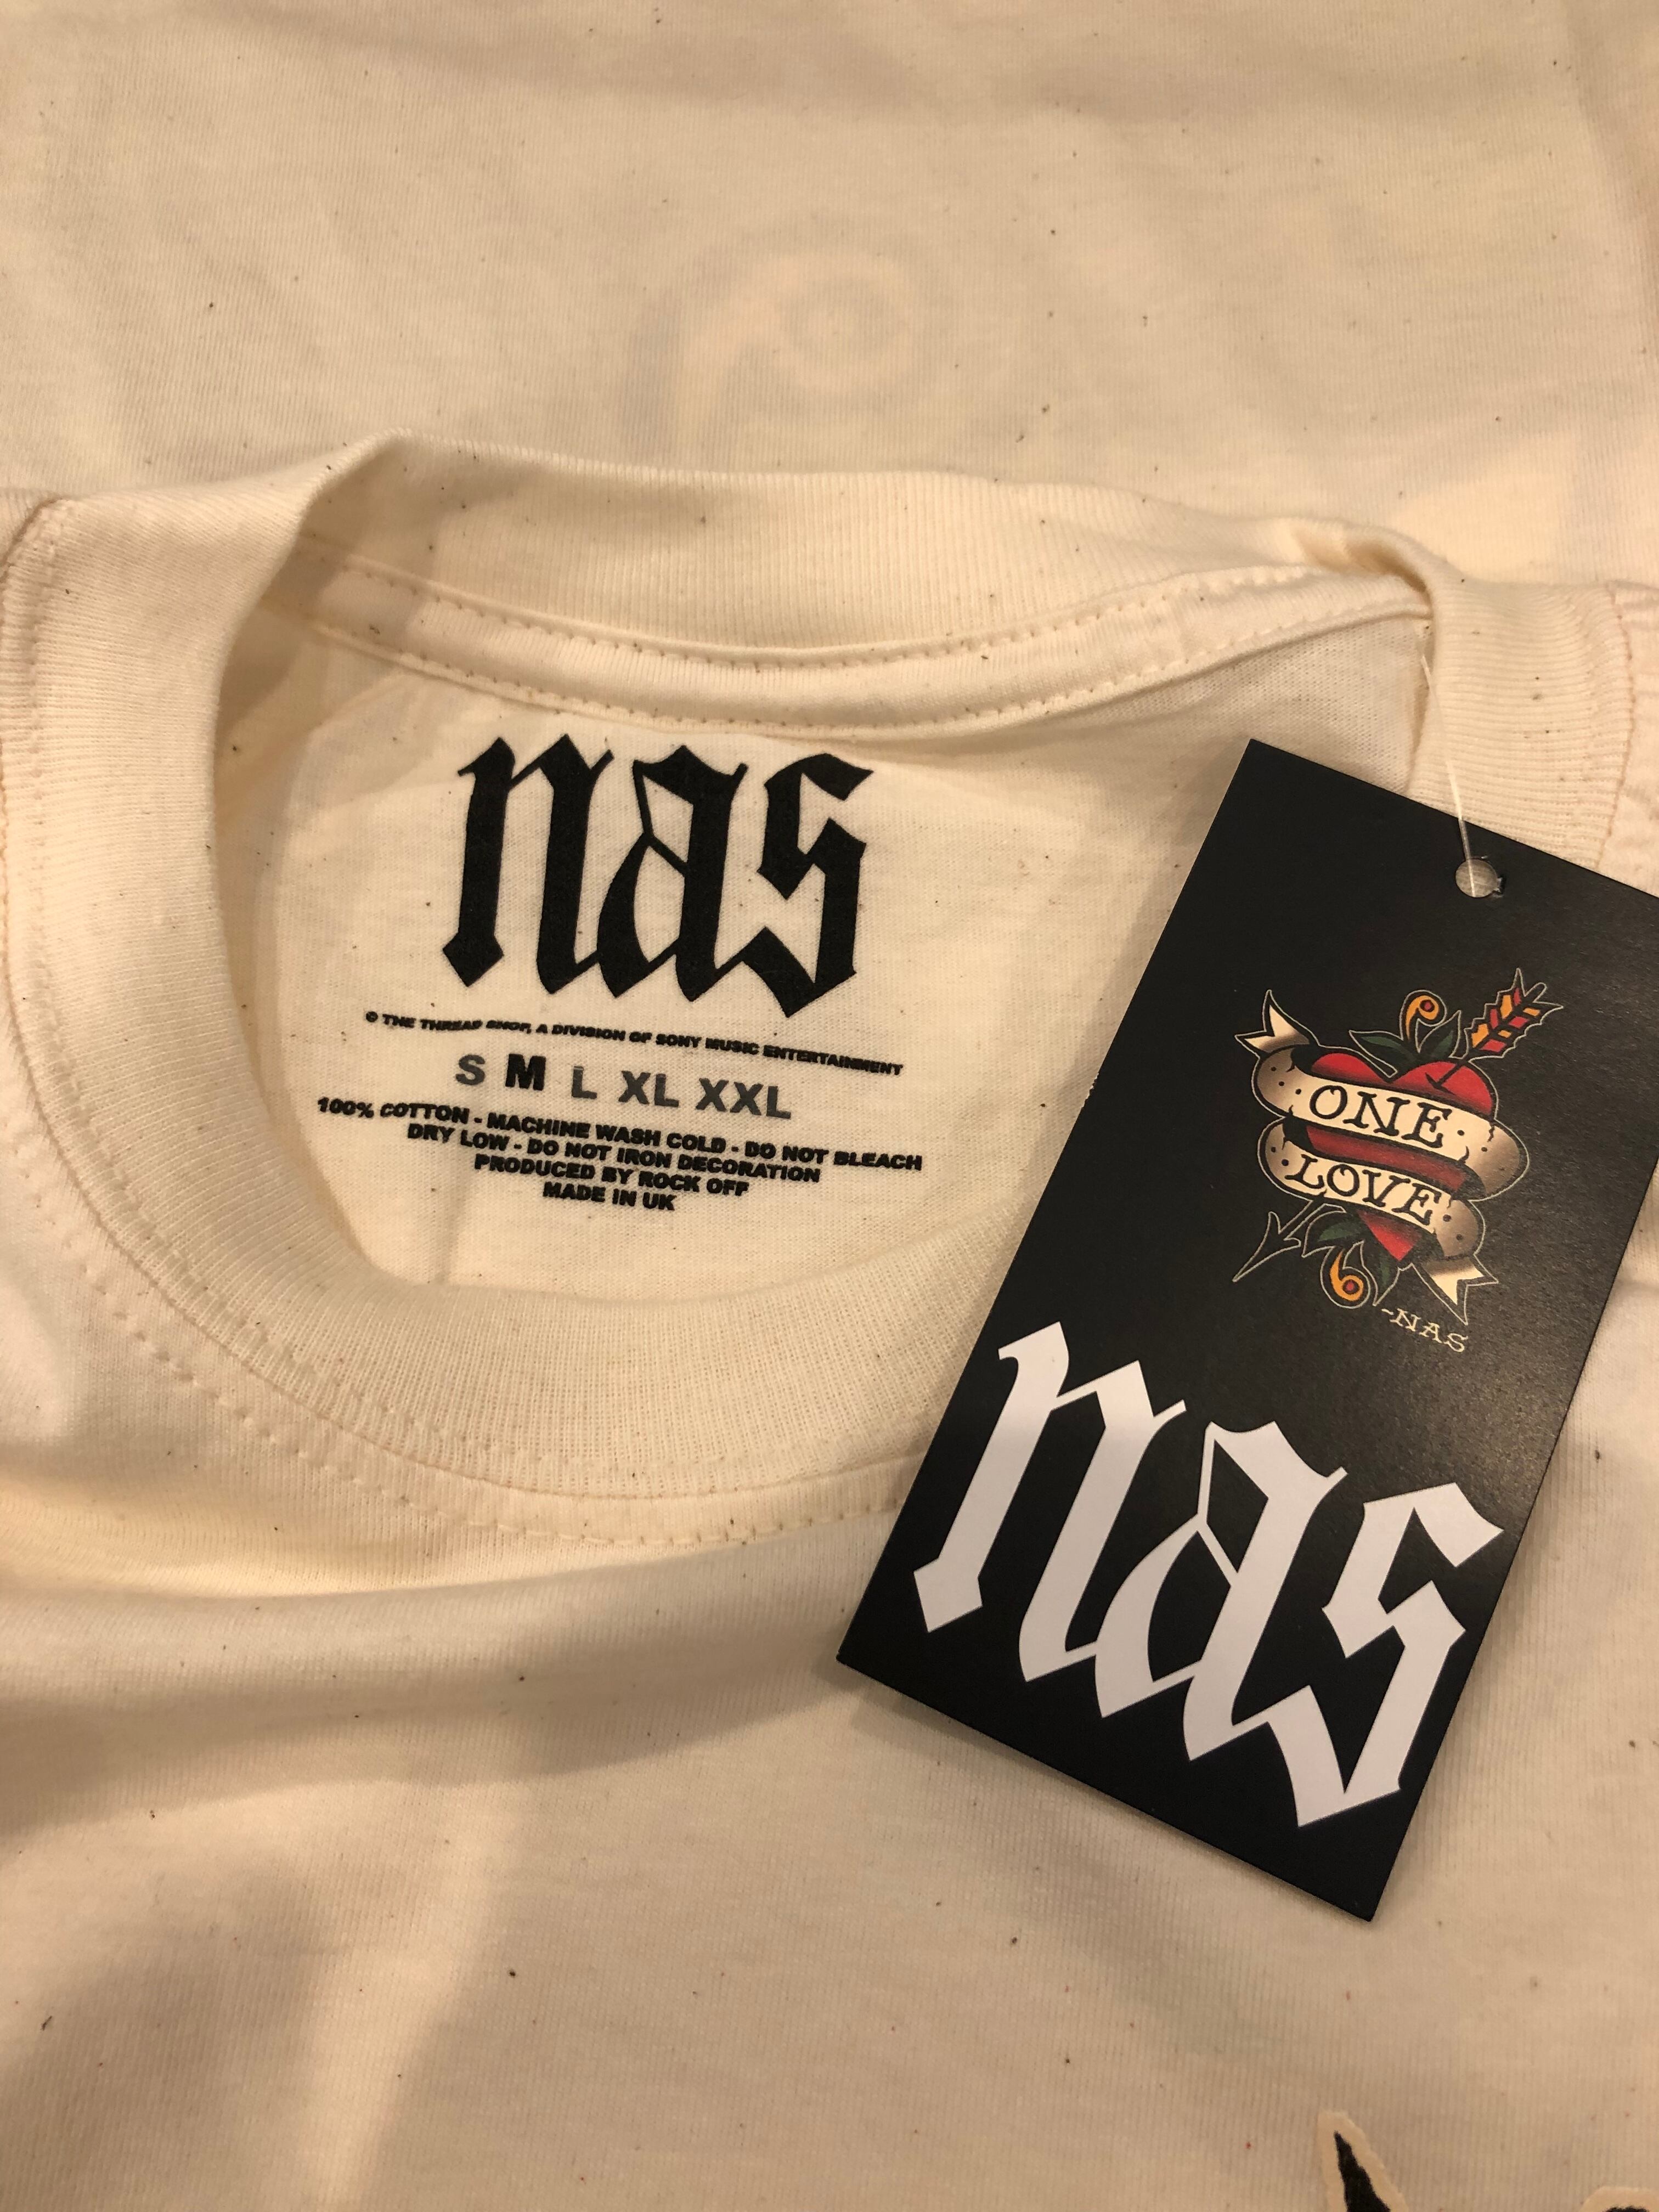 nas
© THE THREAD SHOP, A DIVISION OF SONY MUSIC ENTERTAINMENT
S M L XL XXL
100% COTTON - MACHINE WASH COLD - DO NOT BLEACH
DRY LOW - DO NOT IRON DECORATION
PRODUCED BY ROCK OFF
MADE IN UK
ONE
LOVE
-NAS
nas